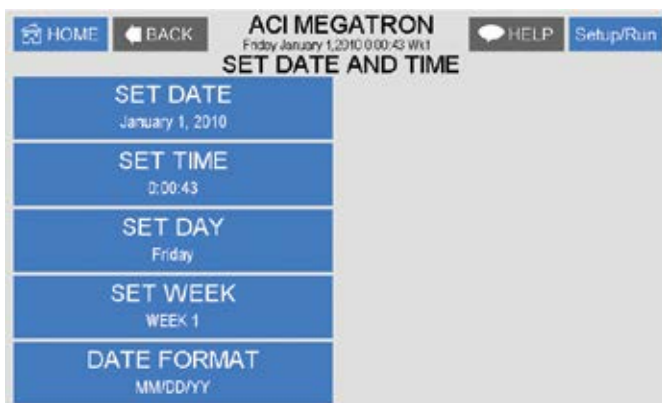 HOME
BACK
ACI MEGATRON
Friday January 1,2010 0:00:43 Wk1
HELP
Setup/Run
SET DATE AND TIME
SET DATE
January 1, 2010
SET TIME
0:00:43
SET DAY
Friday
SET WEEK
WEEK 1
DATE FORMAT
MM/DD/YY